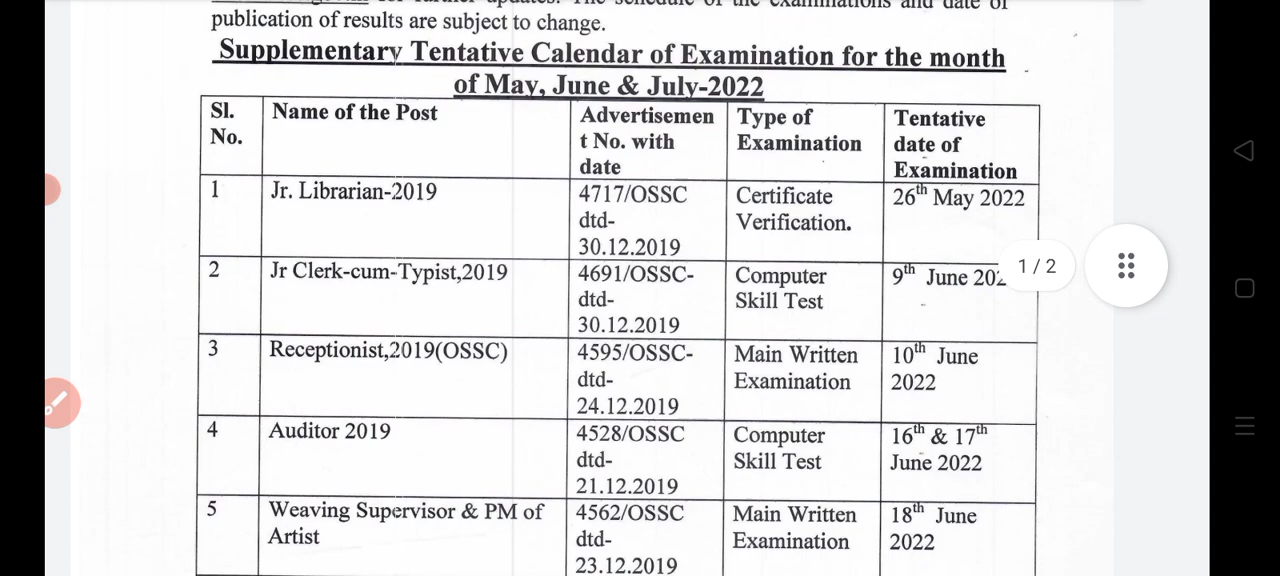 publication of results are subject to change.
Supplementary Tentative Calendar of Examination for the month
of May, June & July-2022
Sl. No. Name of the Post Advertisemen t No. with date Type of Examination Tentative date of Examination
1 Jr. Librarian-2019 4717/OSSC dtd- 30.12.2019 Certificate Verification. 26th May 2022
2 Jr Clerk-cum-Typist,2019 4691/OSSC- dtd- 30.12.2019 Computer Skill Test 9th June
1 / 2
3 Receptionist,2019(OSSC) 4595/OSSC- dtd- 24.12.2019 Main Written Examination 10th June 2022
4 Auditor 2019 4528/OSSC dtd- 21.12.2019 Computer Skill Test 16th & 17th June 2022
5 Weaving Supervisor & PM of Artist 4562/OSSC dtd- 23.12.2019 Main Written Examination 18th June 2022